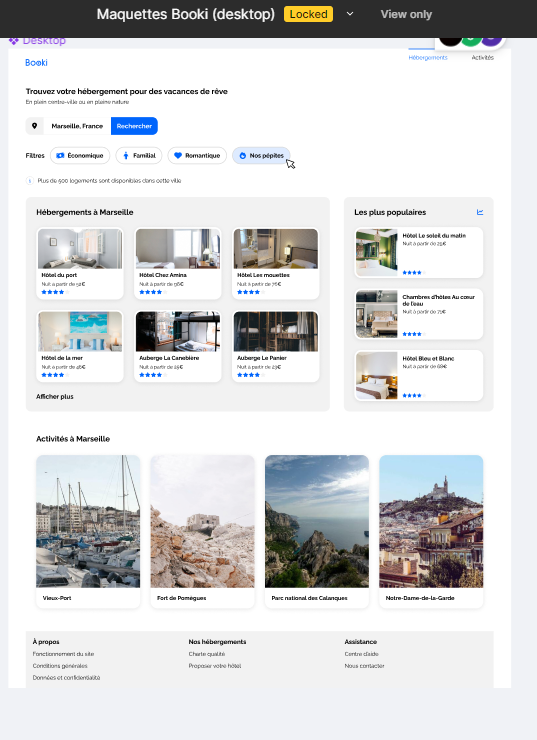 Maquettes Booki (desktop) Locked View only
Desktop
Booki
Hébergements Activités
Trouvez votre hébergement pour des vacances de rêve
En plein centre-ville ou en pleine nature
Marseille, France Rechercher
Filtres Économique Familial Romantique Nos pépites
Plus de 500 logements sont disponibles dans cette ville
Hébergements à Marseille
Hôtel du port
Nuit à partir de 52€
Hôtel Chez Amina
Nuit à partir de 96€
Hôtel Les mouettes
Nuit à partir de 76€
Hôtel de la mer
Nuit à partir de 46€
Auberge La Canebière
Nuit à partir de 25€
Auberge Le Panier
Nuit à partir de 23€
Afficher plus
Les plus populaires
Hôtel Le soleil du matin
Nuit à partir de 25€
Chambres d'hôtes Au cœur
de l'eau
Nuit à partir de 71€
Hôtel Bleu et Blanc
Nuit à partir de 68€
Activités à Marseille
Vieux-Port
Fort de Pomègues
Parc national des Calanques
Notre-Dame-de-la-Garde
À propos
Fonctionnement du site
Conditions générales
Données et confidentialité
Nos hébergements
Charte qualité
Proposer votre hôtel
Assistance
Centre d'aide
Nous contacter